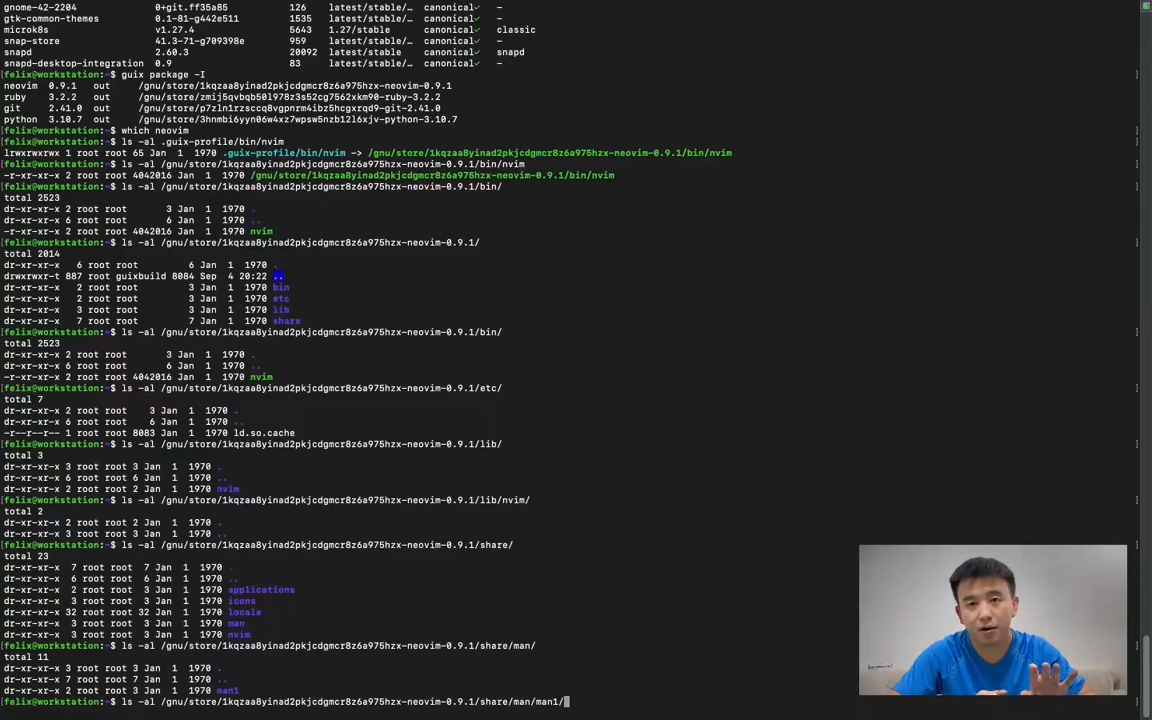 gnome-42-2204 0+git.ff35a85 126 latest/stable/… canonical✓ -
gtk-common-themes 0.1-81-g442e511 1535 latest/stable/… canonical✓ -
microk8s v1.27.4 5643 1.27/stable canonical✓ classic
snap-store 41.3-71-g709398e 959 latest/stable/… canonical✓ -
snapd 2.60.3 20092 latest/stable/… canonical✓ snapd
snapd-desktop-integration 0.9 83 latest/stable/… canonical✓ -
[felix@workstation:~$ guix package -I ]
neovim 0.9.1 out /gnu/store/1kqzaa8yinad2pkjcdgmcr8z6a975hzx-neovim-0.9.1
ruby 3.2.2 out /gnu/store/zmij5qvbqb50l978z3s52cg7562xkm90-ruby-3.2.2
git 2.41.0 out /gnu/store/p7zln1rzsccq8vgpnrm4ibz5hcgxrqd9-git-2.41.0
python 3.10.7 out /gnu/store/3hnmbi6yyn06w4xz7wpsw5nzb12l6xjv-python-3.10.7
[felix@workstation:~$ which neovim ]
[felix@workstation:~$ ls -al .guix-profile/bin/nvim ]
lrwxrwxrwx 1 root root 65 Jan 1 1970 .guix-profile/bin/nvim -> /gnu/store/1kqzaa8yinad2pkjcdgmcr8z6a975hzx-neovim-0.9.1/bin/nvim
[felix@workstation:~$ ls -al /gnu/store/1kqzaa8yinad2pkjcdgmcr8z6a975hzx-neovim-0.9.1/bin/nvim ]
-r-xr-xr-x 2 root root 4042016 Jan 1 1970 /gnu/store/1kqzaa8yinad2pkjcdgmcr8z6a975hzx-neovim-0.9.1/bin/nvim
[felix@workstation:~$ ls -al /gnu/store/1kqzaa8yinad2pkjcdgmcr8z6a975hzx-neovim-0.9.1/bin/ ]
total 2523
dr-xr-xr-x 2 root root 3 Jan 1 1970 .
dr-xr-xr-x 6 root root 6 Jan 1 1970 ..
-r-xr-xr-x 2 root root 4042016 Jan 1 1970 nvim
[felix@workstation:~$ ls -al /gnu/store/1kqzaa8yinad2pkjcdgmcr8z6a975hzx-neovim-0.9.1/ ]
total 2014
dr-xr-xr-x 6 root root 6 Jan 1 1970 .
drwxrwxr-t 887 root guixbuild 8084 Sep 4 20:22 ..
dr-xr-xr-x 2 root root 3 Jan 1 1970 bin
dr-xr-xr-x 2 root root 3 Jan 1 1970 etc
dr-xr-xr-x 3 root root 3 Jan 1 1970 lib
dr-xr-xr-x 7 root root 7 Jan 1 1970 share
[felix@workstation:~$ ls -al /gnu/store/1kqzaa8yinad2pkjcdgmcr8z6a975hzx-neovim-0.9.1/bin/ ]
total 2523
dr-xr-xr-x 2 root root 3 Jan 1 1970 .
dr-xr-xr-x 6 root root 6 Jan 1 1970 ..
-r-xr-xr-x 2 root root 4042016 Jan 1 1970 nvim
[felix@workstation:~$ ls -al /gnu/store/1kqzaa8yinad2pkjcdgmcr8z6a975hzx-neovim-0.9.1/etc/ ]
total 7
dr-xr-xr-x 2 root root 3 Jan 1 1970 .
dr-xr-xr-x 6 root root 6 Jan 1 1970 ..
-r--r--r-- 1 root root 8083 Jan 1 1970 ld.so.cache
[felix@workstation:~$ ls -al /gnu/store/1kqzaa8yinad2pkjcdgmcr8z6a975hzx-neovim-0.9.1/lib/ ]
total 3
dr-xr-xr-x 3 root root 3 Jan 1 1970 .
dr-xr-xr-x 6 root root 6 Jan 1 1970 ..
dr-xr-xr-x 2 root root 2 Jan 1 1970 nvim
[felix@workstation:~$ ls -al /gnu/store/1kqzaa8yinad2pkjcdgmcr8z6a975hzx-neovim-0.9.1/lib/nvim/ ]
total 2
dr-xr-xr-x 2 root root 2 Jan 1 1970 .
dr-xr-xr-x 3 root root 3 Jan 1 1970 ..
[felix@workstation:~$ ls -al /gnu/store/1kqzaa8yinad2pkjcdgmcr8z6a975hzx-neovim-0.9.1/share/ ]
total 23
dr-xr-xr-x 7 root root 7 Jan 1 1970 .
dr-xr-xr-x 6 root root 6 Jan 1 1970 ..
dr-xr-xr-x 2 root root 3 Jan 1 1970 applications
dr-xr-xr-x 3 root root 3 Jan 1 1970 icons
dr-xr-xr-x 32 root root 32 Jan 1 1970 locale
dr-xr-xr-x 3 root root 3 Jan 1 1970 man
dr-xr-xr-x 3 root root 3 Jan 1 1970 nvim
[felix@workstation:~$ ls -al /gnu/store/1kqzaa8yinad2pkjcdgmcr8z6a975hzx-neovim-0.9.1/share/man/ ]
total 11
dr-xr-xr-x 3 root root 3 Jan 1 1970 .
dr-xr-xr-x 7 root root 7 Jan 1 1970 ..
dr-xr-xr-x 2 root root 3 Jan 1 1970 man1
[felix@workstation:~$ ls -al /gnu/store/1kqzaa8yinad2pkjcdgmcr8z6a975hzx-neovim-0.9.1/share/man/man1/ ]